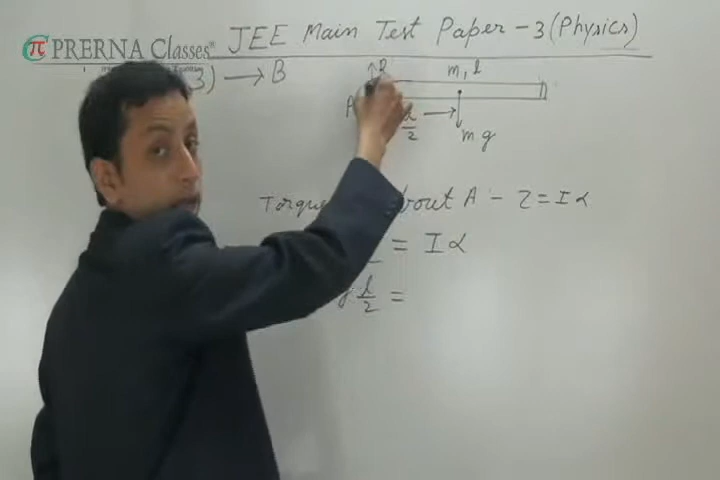 JEE Main Test Paper - 3 (Physics)
π PRERNA Classes
3) → B
R
m, l
A
l/2 →
mg
Torque about A - τ = Iα
= Iα
g l/2 =